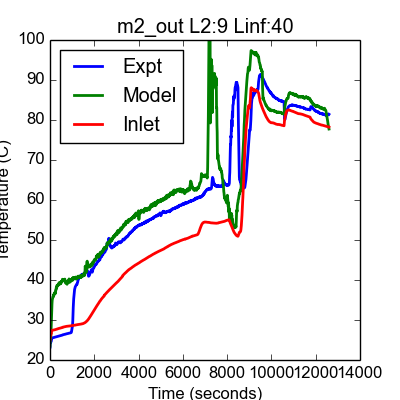 m2_out L2:9 Linf:40
Expt
Model
Inlet
100
90
80
70
60
50
40
30
20
Temperature (C)
0 2000 4000 6000 8000 10000 12000 14000
Time (seconds)